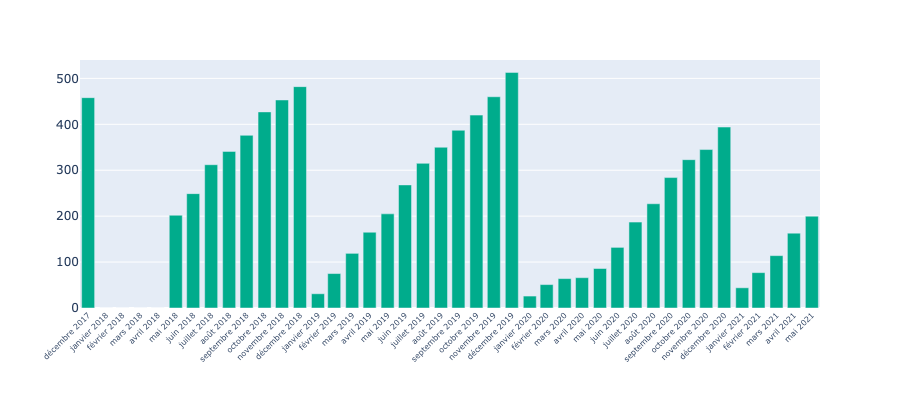 500
400
300
200
100
0
décembre 2017
janvier 2018
février 2018
mars 2018
avril 2018
mai 2018
juin 2018
juillet 2018
août 2018
septembre 2018
octobre 2018
novembre 2018
décembre 2018
janvier 2019
février 2019
mars 2019
avril 2019
mai 2019
juin 2019
juillet 2019
août 2019
septembre 2019
octobre 2019
novembre 2019
décembre 2019
janvier 2020
février 2020
mars 2020
avril 2020
mai 2020
juin 2020
juillet 2020
août 2020
septembre 2020
octobre 2020
novembre 2020
décembre 2020
janvier 2021
février 2021
mars 2021
avril 2021
mai 2021